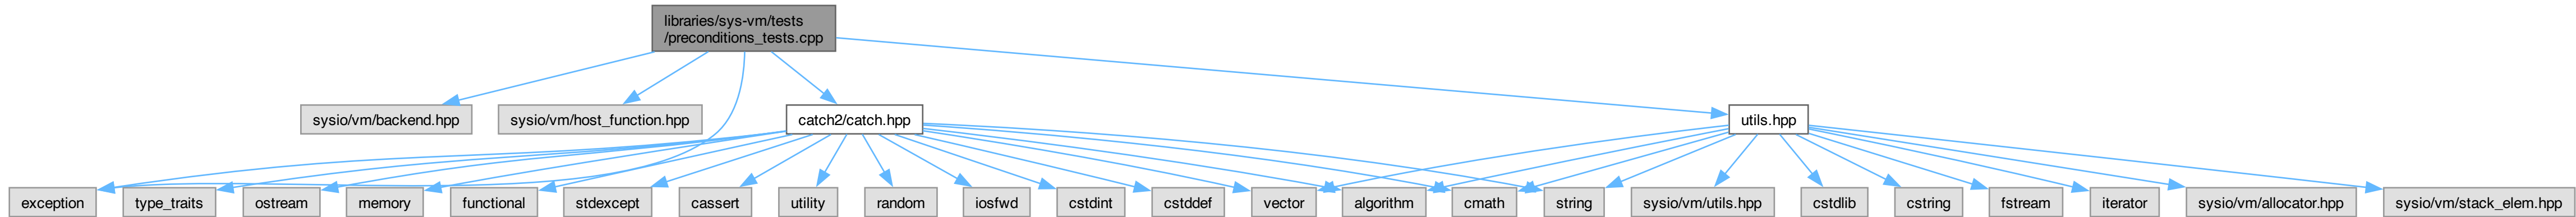 libraries/sys-vm/tests
/preconditions_tests.cpp
sysio/vm/backend.hpp
sysio/vm/host_function.hpp
catch2/catch.hpp
utils.hpp
exception
type_traits
ostream
memory
functional
stdexcept
cassert
utility
random
iosfwd
cstdint
cstddef
vector
algorithm
cmath
string
sysio/vm/utils.hpp
cstdlib
cstring
fstream
iterator
sysio/vm/allocator.hpp
sysio/vm/stack_elem.hpp